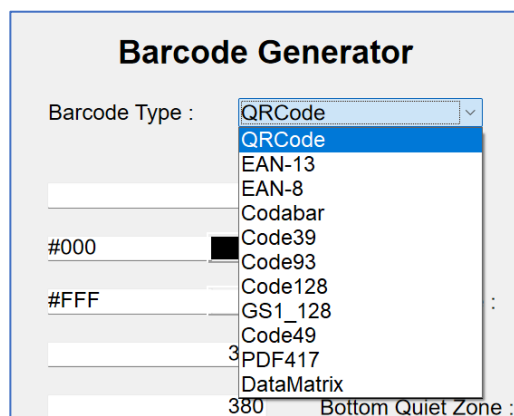 Barcode Generator
Barcode Type : QRCode
QRCode
EAN-13
EAN-8
Codabar
#000
Code39
Code93
Code128
#FFF
GS1_128
:
Code49
3
PDF417
DataMatrix
380 Bottom Quiet Zone :